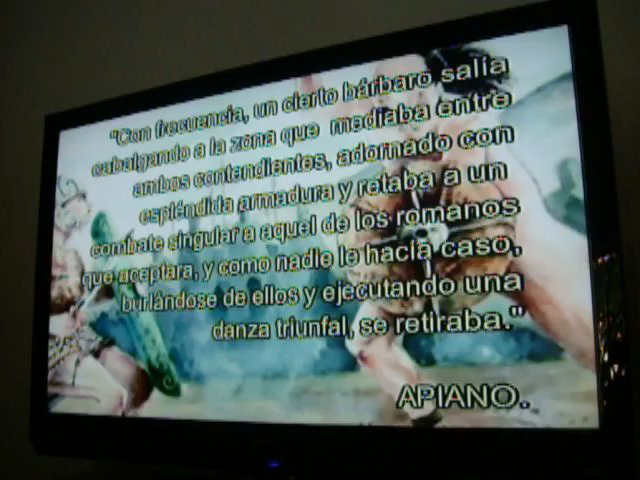 "Con frecuencia, un cierto bárbaro salía
cabalgando a la zona que mediaba entre
ambos contendientes, adornado con
espléndida armadura y retaba a un
combate singular a aquel de los romanos
que aceptara, y como nadie le hacía caso,
burlándose de ellos y ejecutando una
danza triunfal, se retiraba."
APIANO.